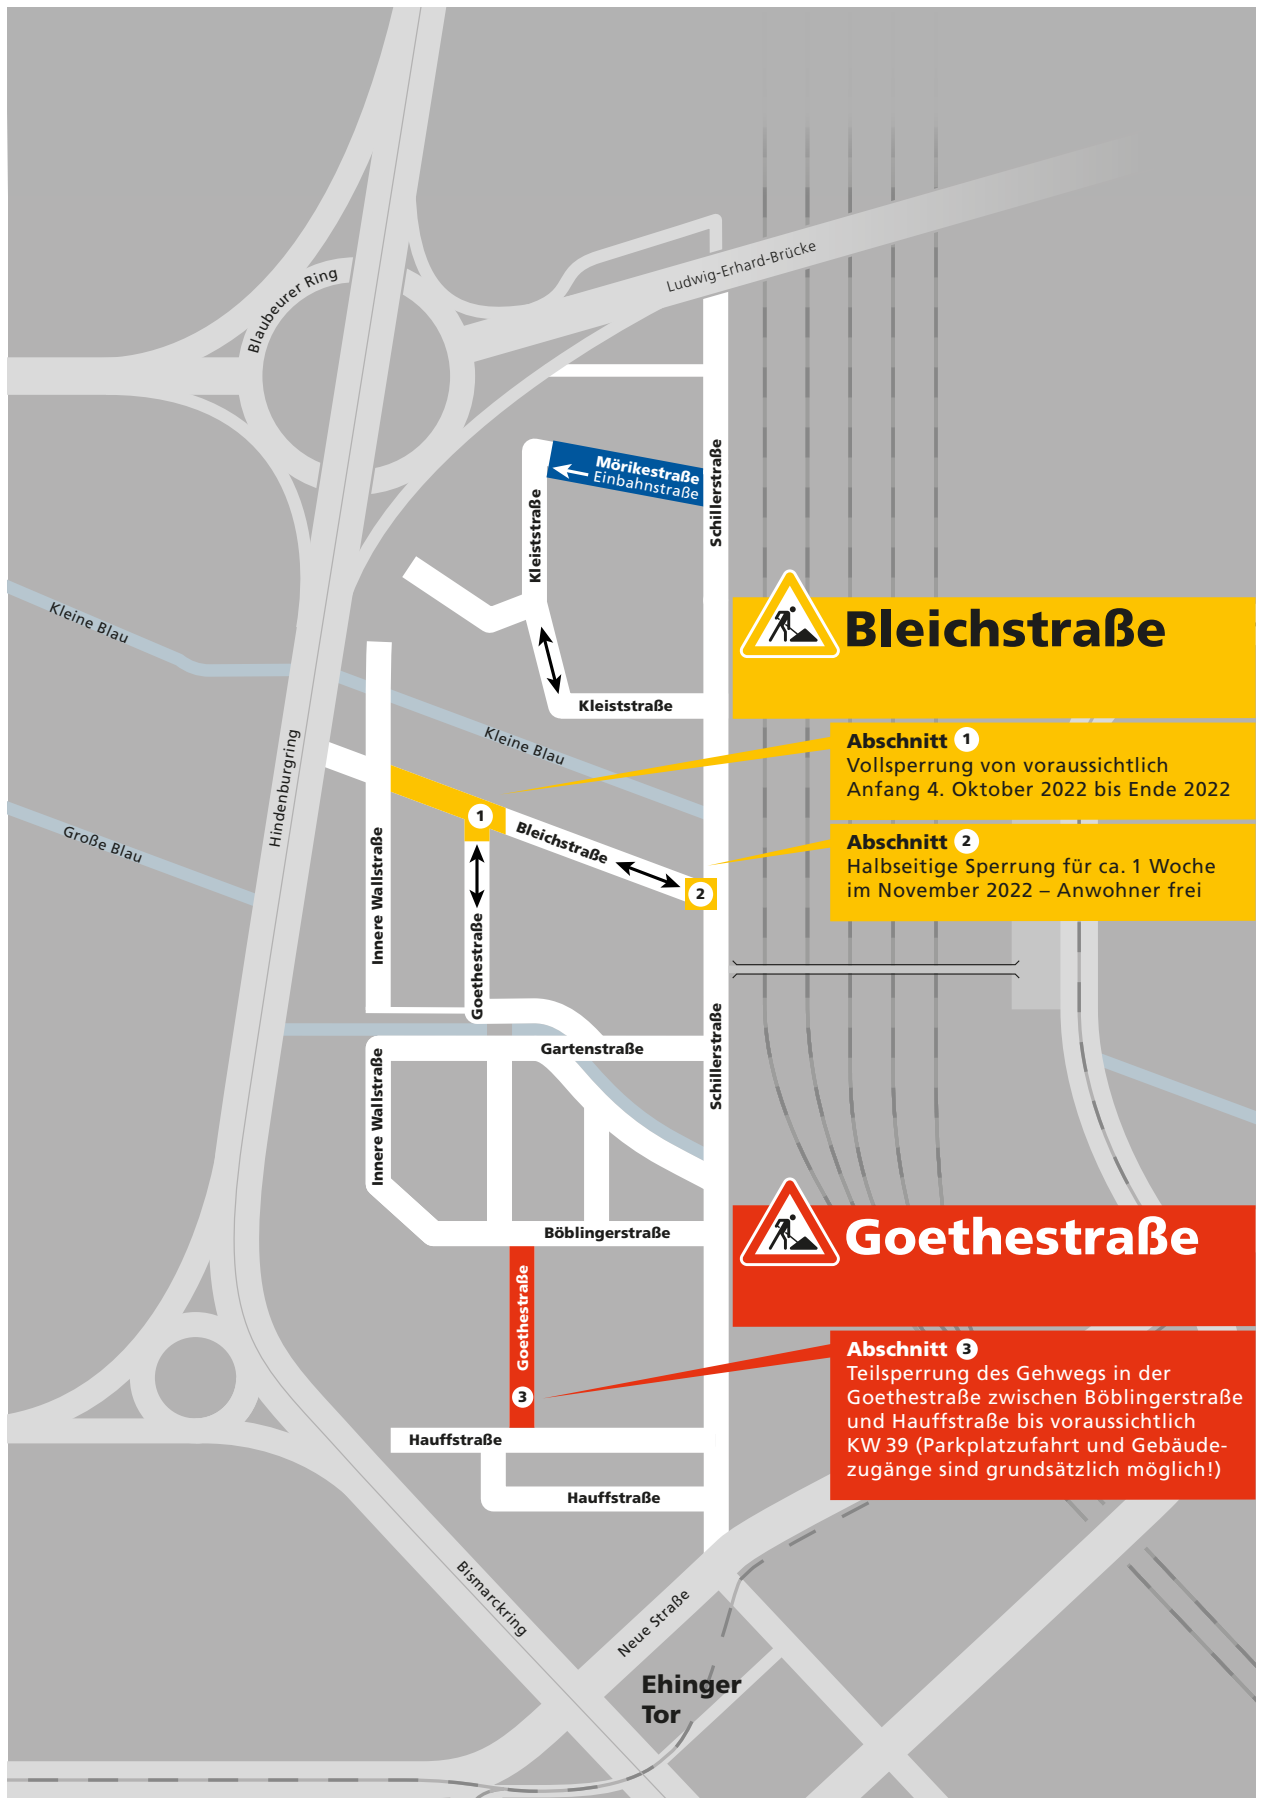 Ludwig-Erhard-Brücke
Blaubeurer Ring
Mörikestraße
Einbahnstraße
Schillerstraße
Kleiststraße
Kleine Blau
Bleichstraße
Kleiststraße
Kleine Blau
Hindenburgring
Abschnitt 1
Vollsperrung von voraussichtlich
Anfang 4. Oktober 2022 bis Ende 2022
1
Bleichstraße
Große Blau
Innere Wallstraße
Abschnitt 2
Halbseitige Sperrung für ca. 1 Woche
im November 2022 – Anwohner frei
2
Goethestraße
Schillerstraße
Gartenstraße
Innere Wallstraße
Böblingerstraße
Goethestraße
Goethestraße
3
Abschnitt 3
Teilsperrung des Gehwegs in der
Goethestraße zwischen Böblingerstraße
und Hauffstraße bis voraussichtlich
KW 39 (Parkplatzufahrt und Gebäude-
zugänge sind grundsätzlich möglich!)
Hauffstraße
Hauffstraße
Bismarckring
Neue Straße
Ehinger
Tor